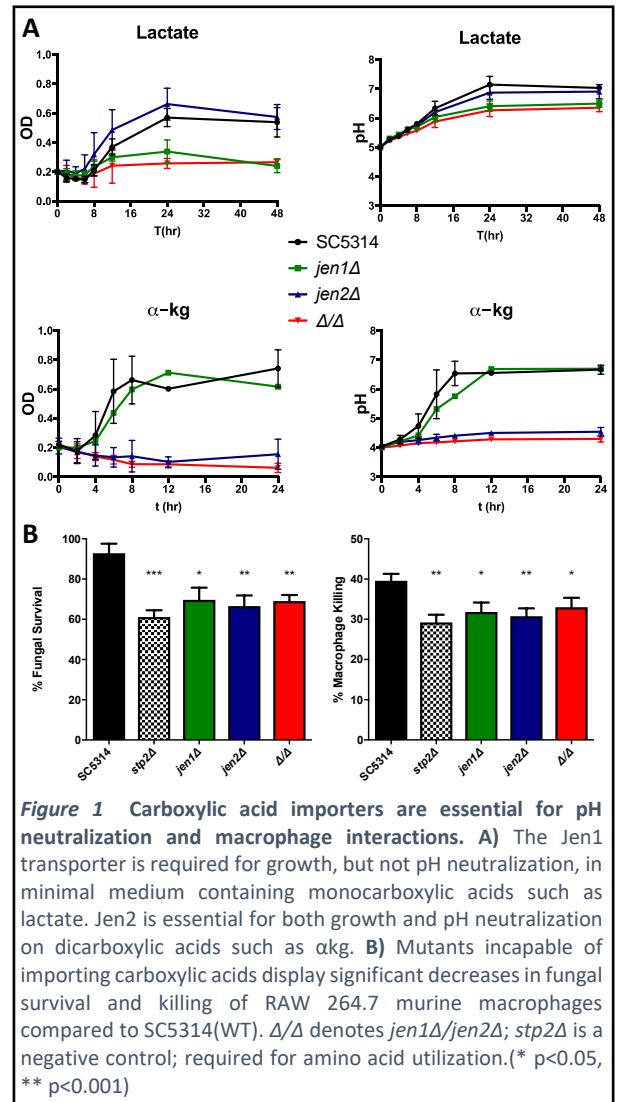 A
Lactate
1.0
0.8
0.6
0.4
0.2
0.0
OD
0 8 16 24 32 40 48
T(hr)
Lactate
8
7
6
5
4
3
pH
0 8 16 24 32 40 48
T(hr)
SC5314
jen1Δ
jen2Δ
Δ/Δ
α-kg
1.0
0.8
0.6
0.4
0.2
0.0
OD
0 4 8 12 16 20 24
t (hr)
α-kg
8
7
6
5
4
3
pH
0 4 8 12 16 20 24
t (hr)
B
100
80
60
40
20
0
% Fungal Survival
*** * ** **
SC5314 stp2Δ jen1Δ jen2Δ Δ/Δ
50
40
30
20
10
0
% Macrophage Killing
** * ** *
SC5314 stp2Δ jen1Δ jen2Δ Δ/Δ
Figure 1 Carboxylic acid importers are essential for pH
neutralization and macrophage interactions. A) The Jen1
transporter is required for growth, but not pH neutralization, in
minimal medium containing monocarboxylic acids such as
lactate. Jen2 is essential for both growth and pH neutralization
on dicarboxylic acids such as αkg. B) Mutants incapable of
importing carboxylic acids display significant decreases in fungal
survival and killing of RAW 264.7 murine macrophages
compared to SC5314(WT). Δ/Δ denotes jen1Δ/jen2Δ; stp2Δ is a
negative control; required for amino acid utilization.(* p<0.05,
** p<0.001)